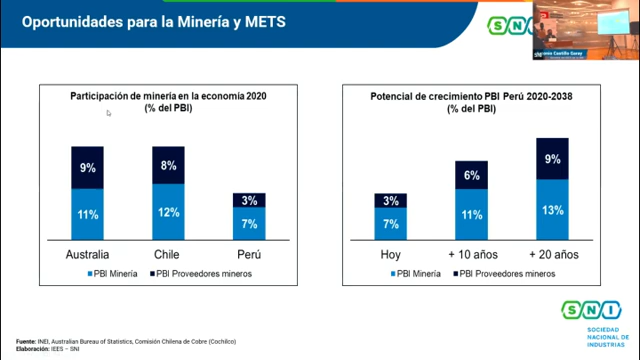 Oportunidades para la Minería y METS
SNI
Participación de minería en la economía 2020
(% del PBI)
9%
8%
3%
11%
12%
7%
Australia
Chile
Perú
PBI Minería
PBI Proveedores mineros
Potencial de crecimiento PBI Perú 2020-2038
(% del PBI)
3%
6%
9%
7%
11%
13%
Hoy
+ 10 años
+ 20 años
PBI Minería
PBI Proveedores mineros
SNI
SOCIEDAD
NACIONAL DE
INDUSTRIAS
Fuente: INEI, Australian Bureau of Statistics, Comisión Chilena de Cobre (Cochilco)
Elaboración: IEES – SNI